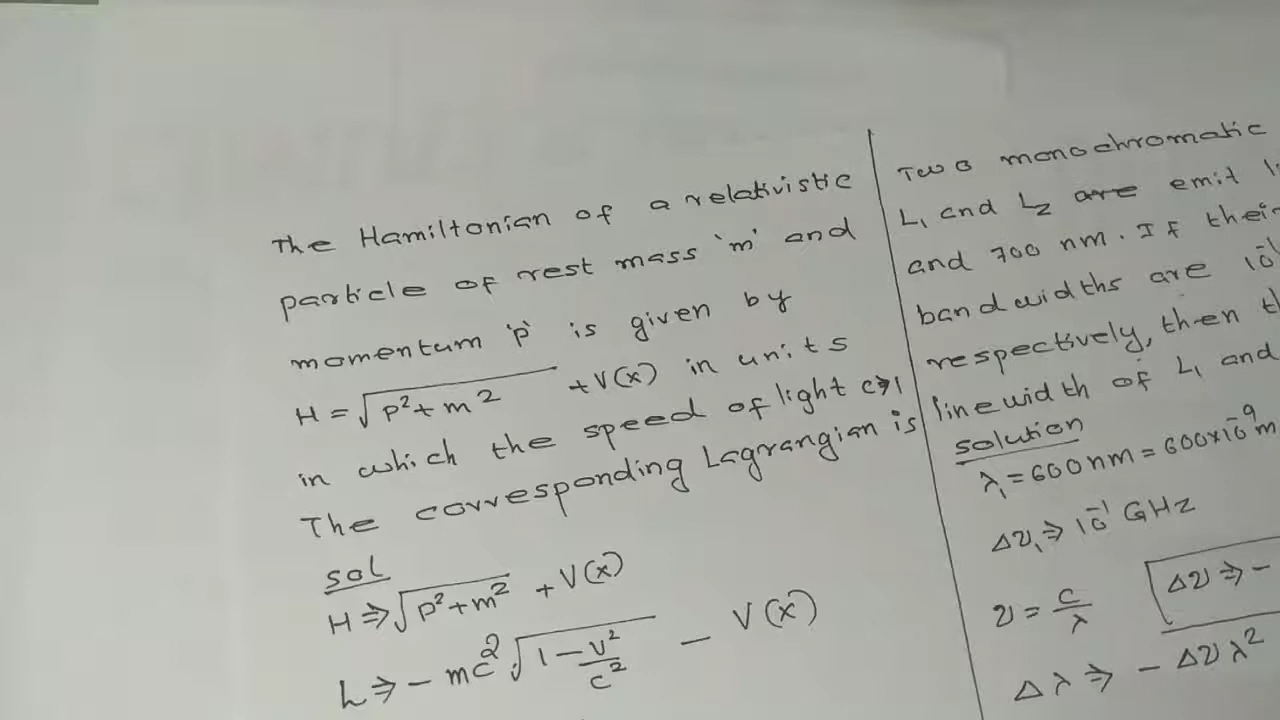 The Hamiltonian of a relativistic
particle of rest mass 'm' and
momentum 'p' is given by
H = √(p² + m²) + V(x) in units
in which the speed of light c⇒1
The corresponding Lagrangian is
sol
H ⇒ √(p² + m²) + V(x)
L ⇒ - mc² √(1 - v²/c²) - V(x)
Two monochromatic
L₁ and L₂ are emit
and 700 nm. If their
bandwidths are 10⁻¹
respectively, then
linewidth of L₁ and
solution
λ₁ = 600 nm = 600x10⁻⁹ m
Δν₁ ⇒ 10⁻¹ GHz
ν = c/λ Δν ⇒ -
Δλ ⇒ - Δν λ²